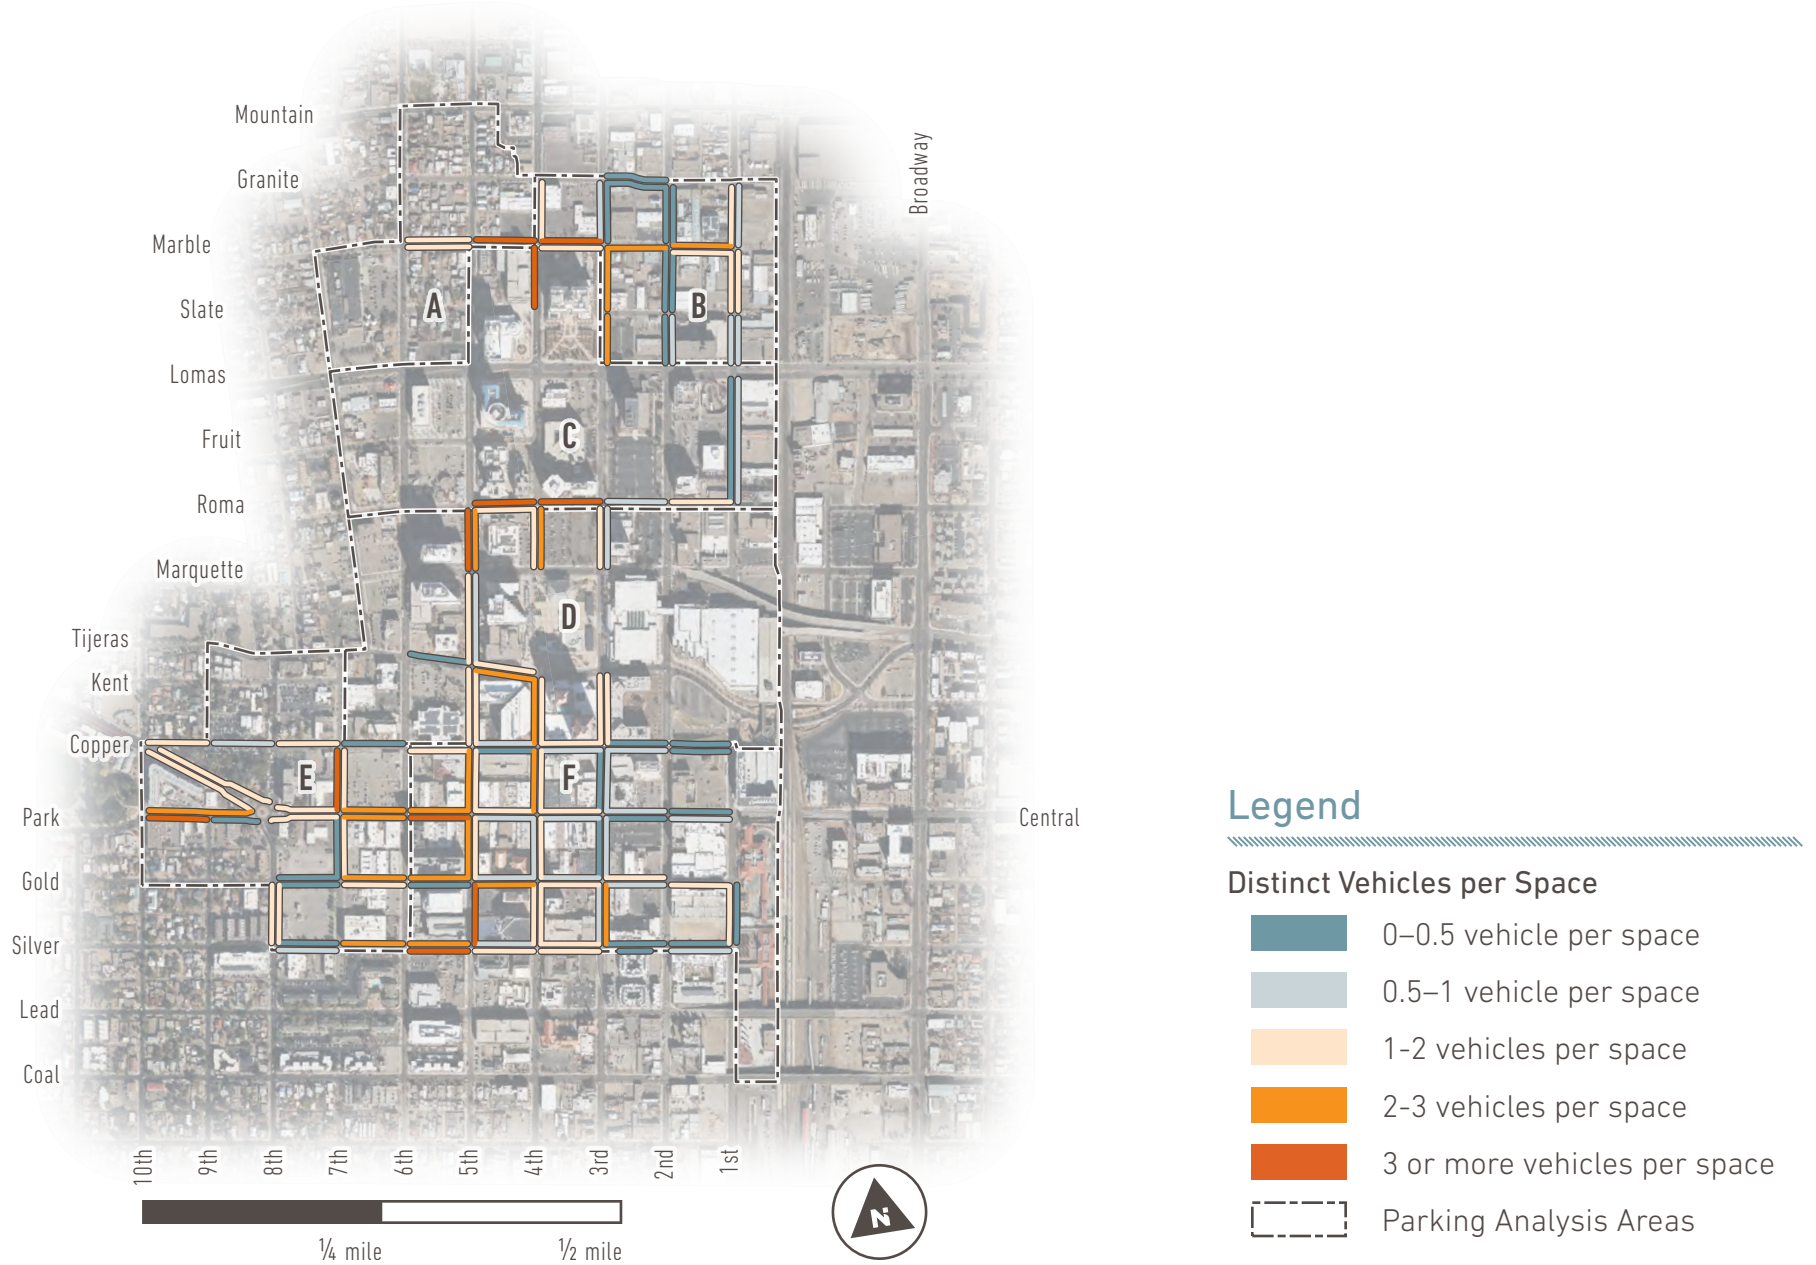 Mountain
Granite
Marble
Slate
Lomas
Fruit
Roma
Marquette
Tijeras
Kent
Copper
Park
Gold
Silver
Lead
Coal
Broadway
Central
A
B
C
D
E
F
10th
9th
8th
7th
6th
5th
4th
3rd
2nd
1st
¼ mile
½ mile
N
Legend
Distinct Vehicles per Space
0–0.5 vehicle per space
0.5–1 vehicle per space
1-2 vehicles per space
2-3 vehicles per space
3 or more vehicles per space
Parking Analysis Areas